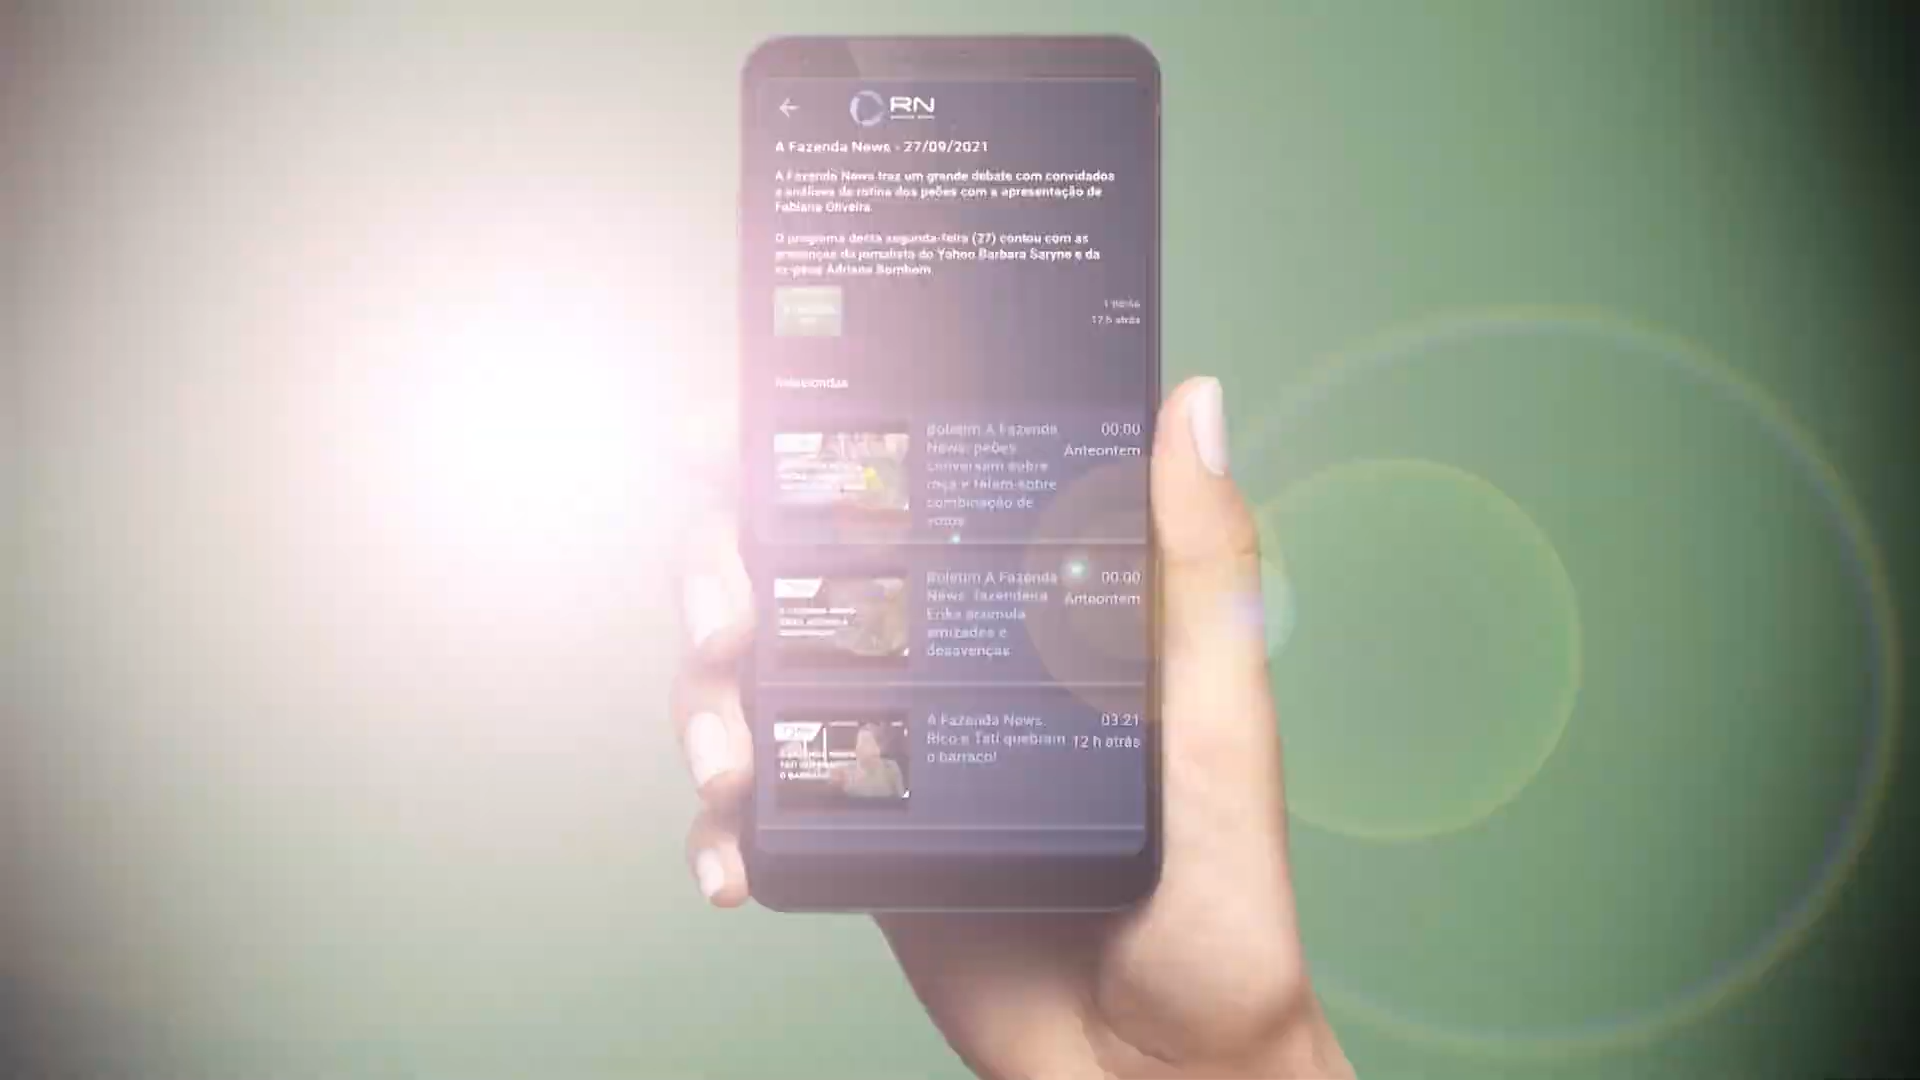 RN
A Fazenda News - 27/09/2021
A Fazenda News traz um grande debate com convidados
e análises da rotina dos peões com a apresentação de
Fabiana Oliveira.
O programa desta segunda-feira (27) contou com as
presenças da jornalista do Yahoo Barbara Saryne e da
ex-peoa Adriana Bombom.
17 h atrás
Boletim A Fazenda
News: peões
conversam sobre
roça e falam sobre
combinação de
votos
00:00
Anteontem
Boletim A Fazenda
News: fazendeira
Erika acumula
amizades e
desavenças
00:00
Anteontem
A Fazenda News:
Rico e Tati quebram
o barraco!
03:21
12 h atrás